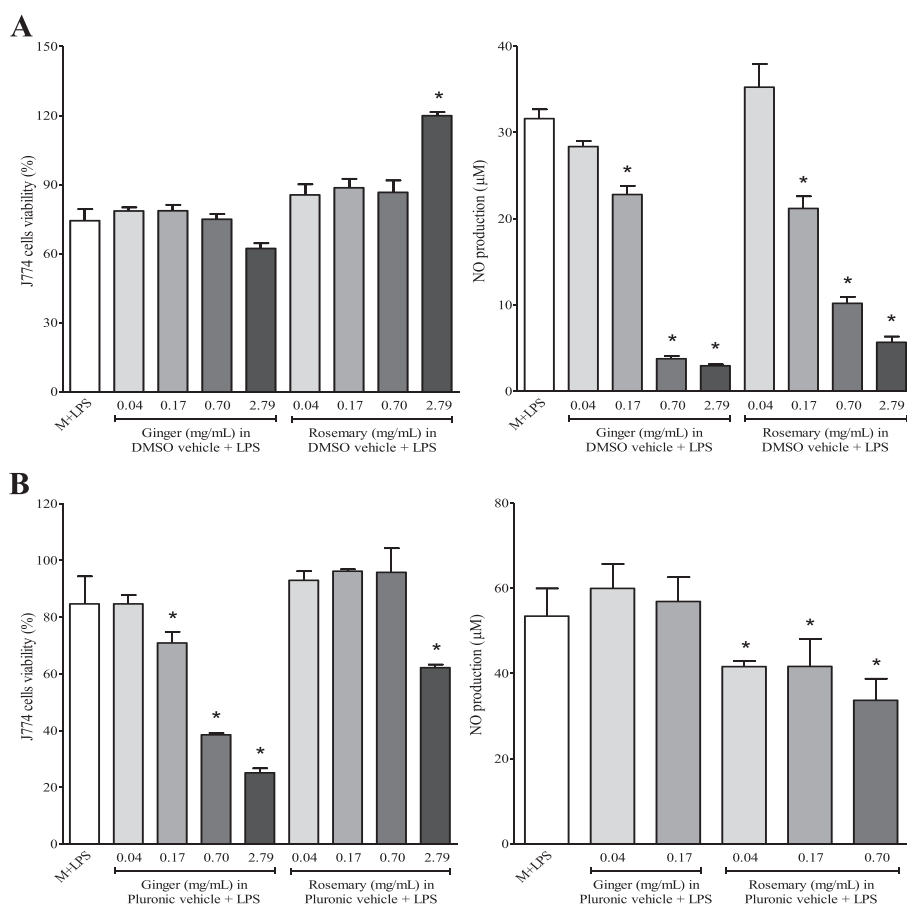 A
150
120
90
60
30
0
J774 cells viability (%)
*
M+LPS
0.04 0.17 0.70 2.79 0.04 0.17 0.70 2.79
Ginger (mg/mL) in
DMSO vehicle + LPS
Rosemary (mg/mL) in
DMSO vehicle + LPS
40
30
20
10
0
NO production (μM)
* * * * * *
M+LPS
0.04 0.17 0.70 2.79 0.04 0.17 0.70 2.79
Ginger (mg/mL) in
DMSO vehicle + LPS
Rosemary (mg/mL) in
DMSO vehicle + LPS
B
120
100
80
60
40
20
0
J774 cells viability (%)
* * * *
M+LPS
0.04 0.17 0.70 2.79 0.04 0.17 0.70 2.79
Ginger (mg/mL) in
Pluronic vehicle + LPS
Rosemary (mg/mL) in
Pluronic vehicle + LPS
80
60
40
20
0
NO production (μM)
* * *
M+LPS
0.04 0.17 0.04 0.17 0.70
Ginger (mg/mL) in
Pluronic vehicle + LPS
Rosemary (mg/mL) in
Pluronic vehicle + LPS